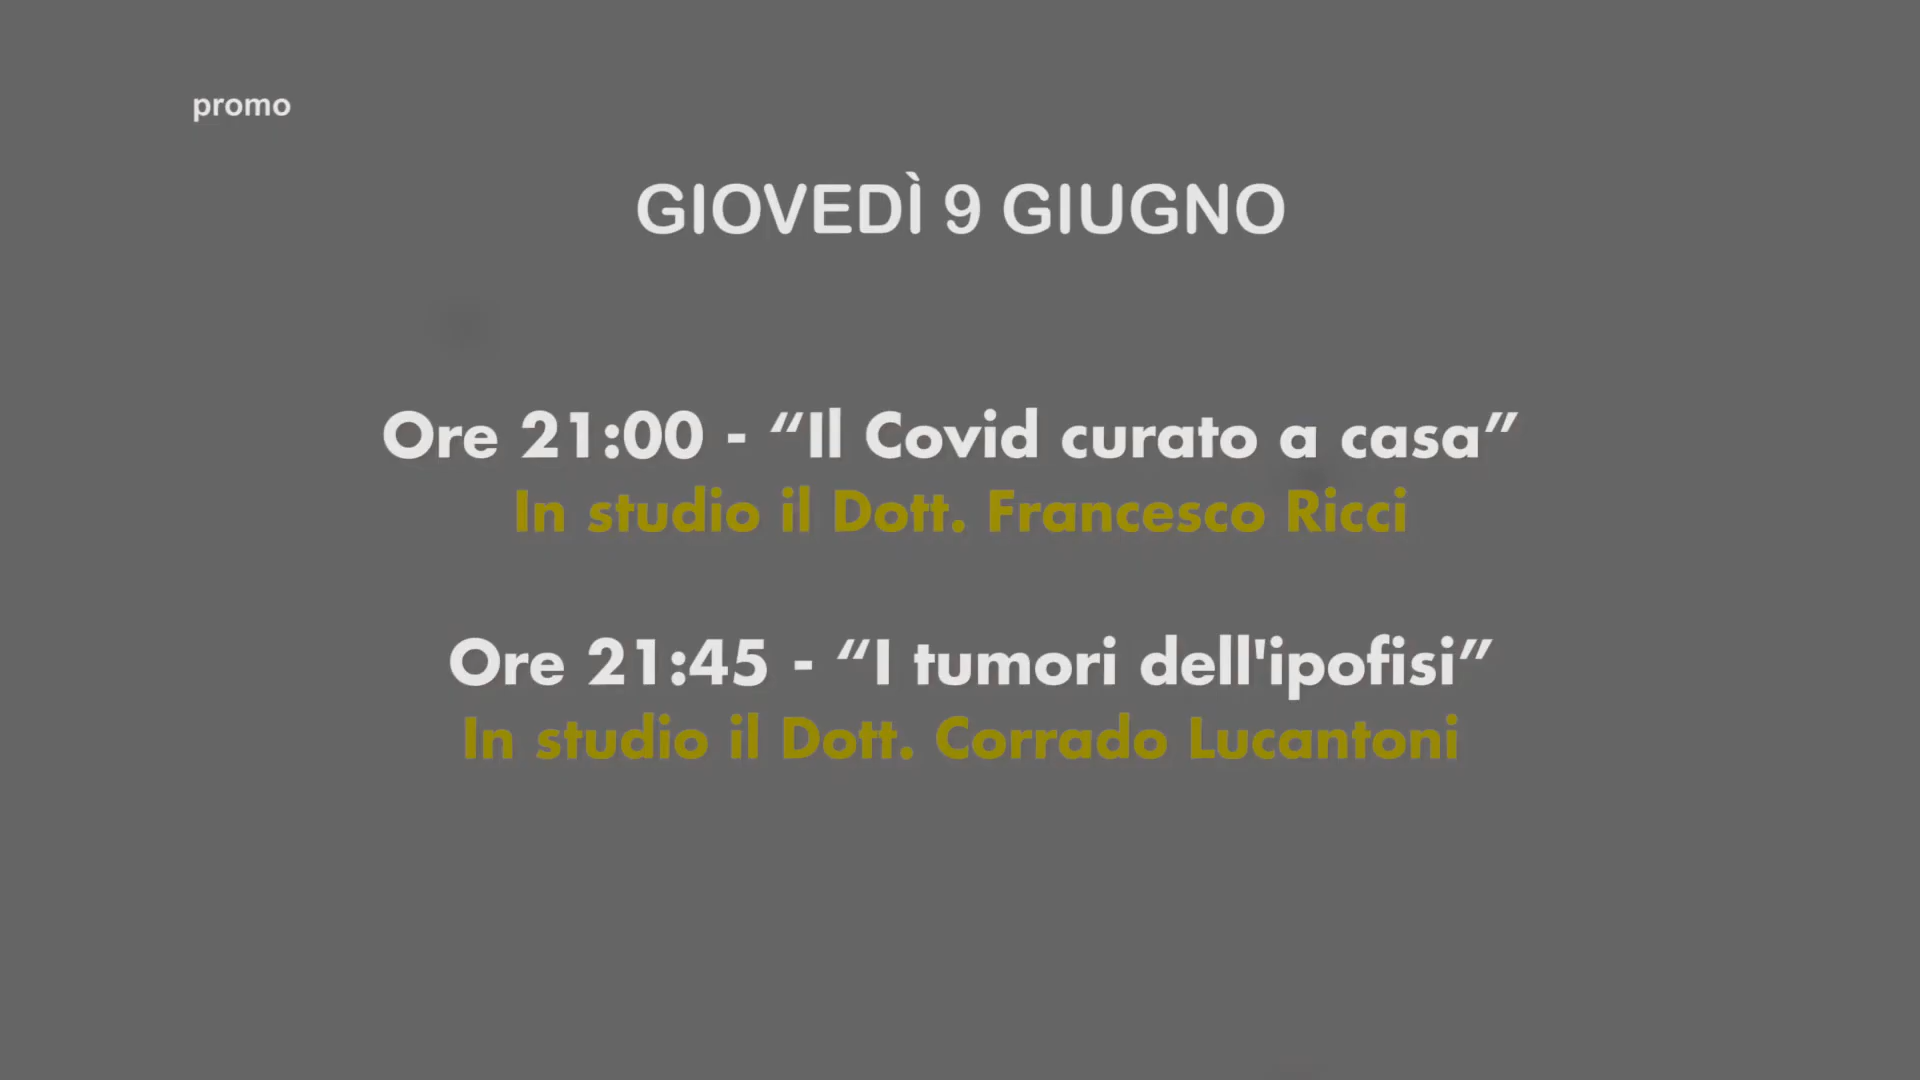 promo
GIOVEDÌ 9 GIUGNO
Ore 21:00 - “Il Covid curato a casa”
In studio il Dott. Francesco Ricci
Ore 21:45 - “I tumori dell'ipofisi”
In studio il Dott. Corrado Lucantoni